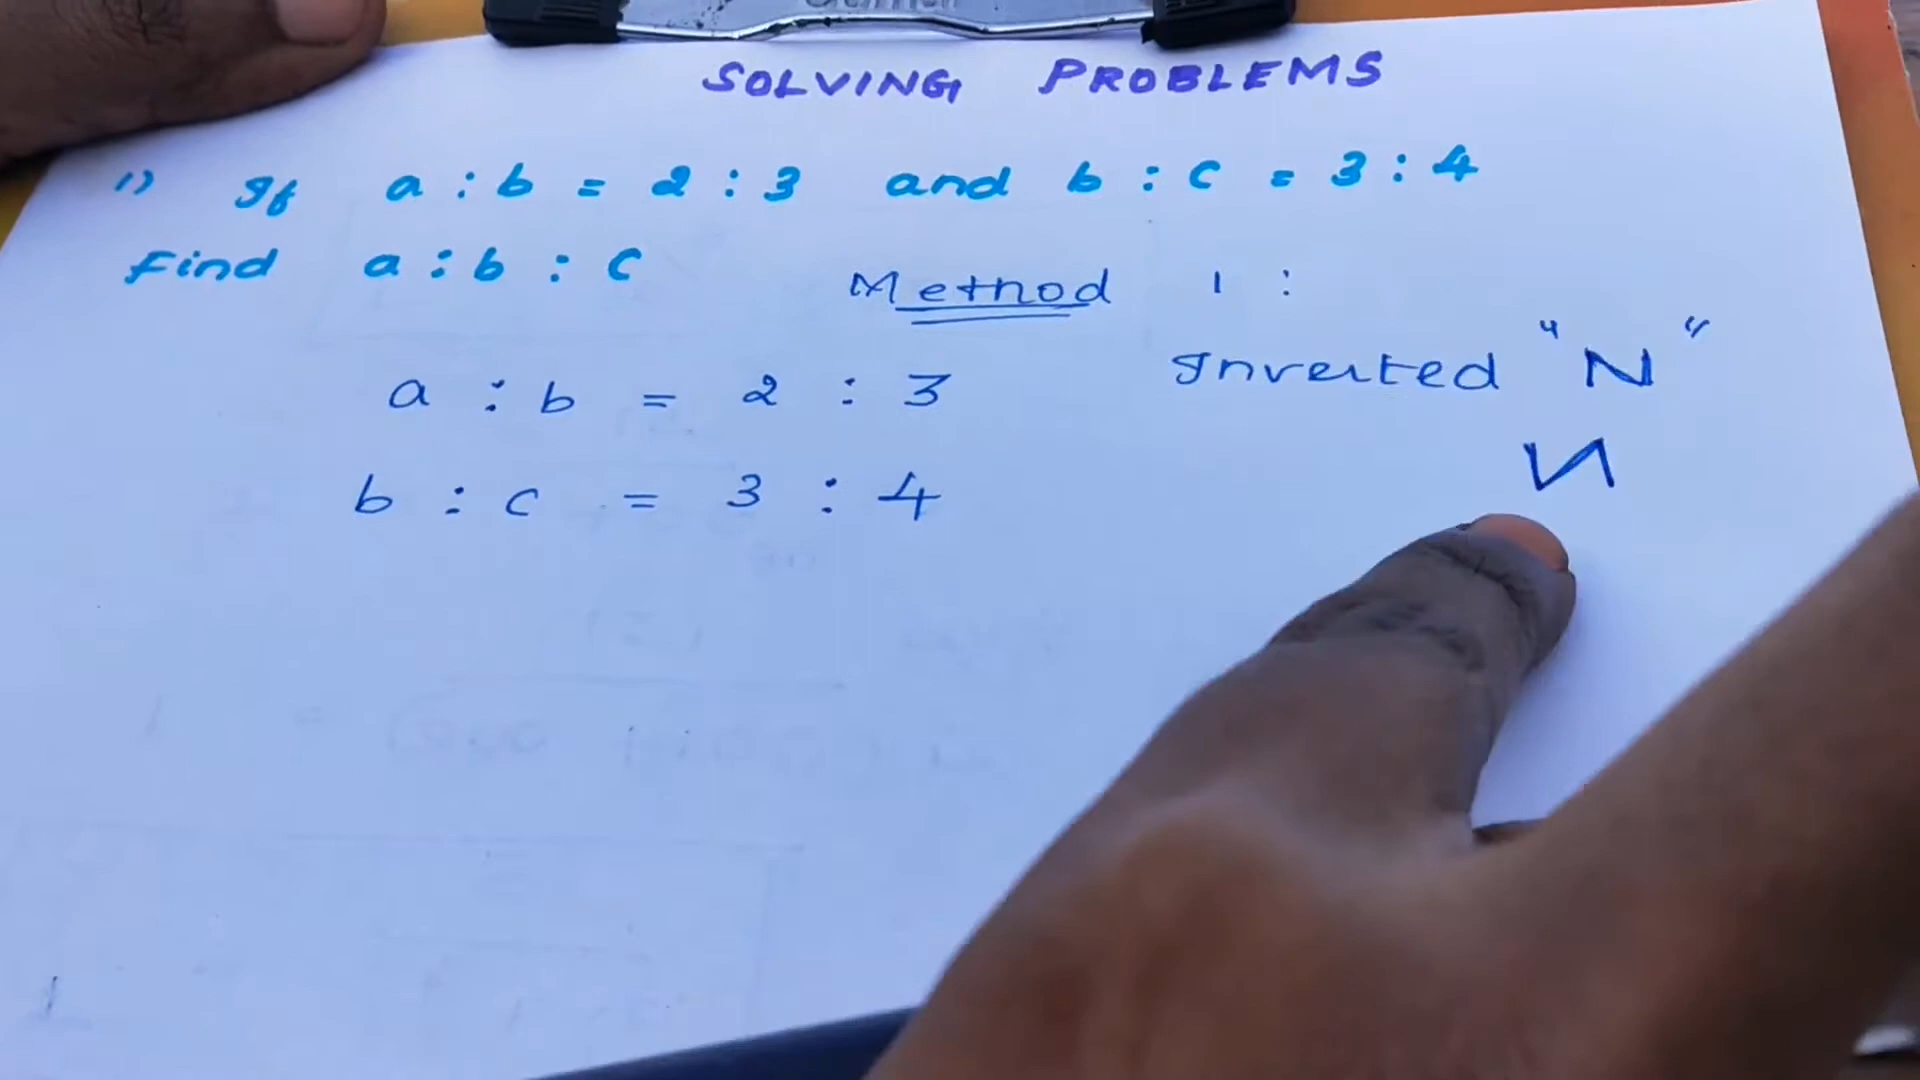 SOLVING PROBLEMS
1) If a : b = 2 : 3 and b : c = 3 : 4
Find a : b : c
Method 1 :
Inverted "N"
a : b = 2 : 3
b : c = 3 : 4
И